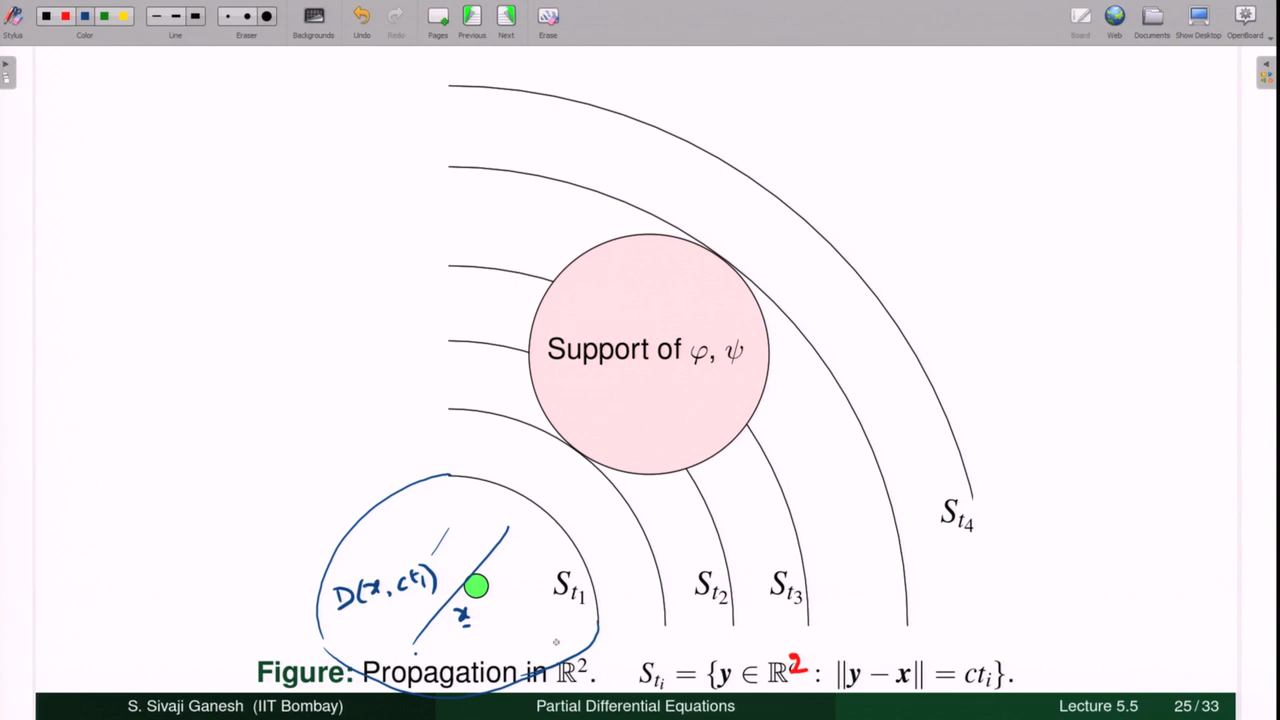 Stylus Color Line Eraser Backgrounds Undo Redo Pages Previous Next Erase Board Web Documents Show Desktop OpenBoard
Support of φ, ψ
S_{t_4}
D(x, ct_1)
x
S_{t_1} S_{t_2} S_{t_3}
Figure: Propagation in ℝ². S_{t_i} = {y ∈ ℝ² : ‖y − x‖ = ct_i}.
S. Sivaji Ganesh (IIT Bombay) Partial Differential Equations Lecture 5.5 25 / 33